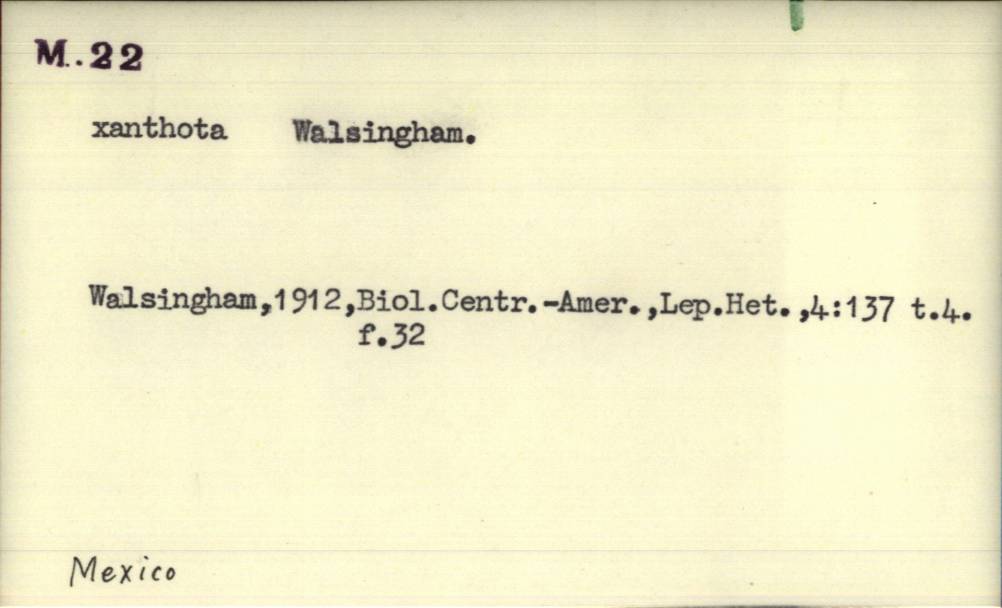 M.22
xanthota Walsingham.
Walsingham,1912,Biol.Centr.-Amer.,Lep.Het.,4:137 t.4.
f.32
Mexico